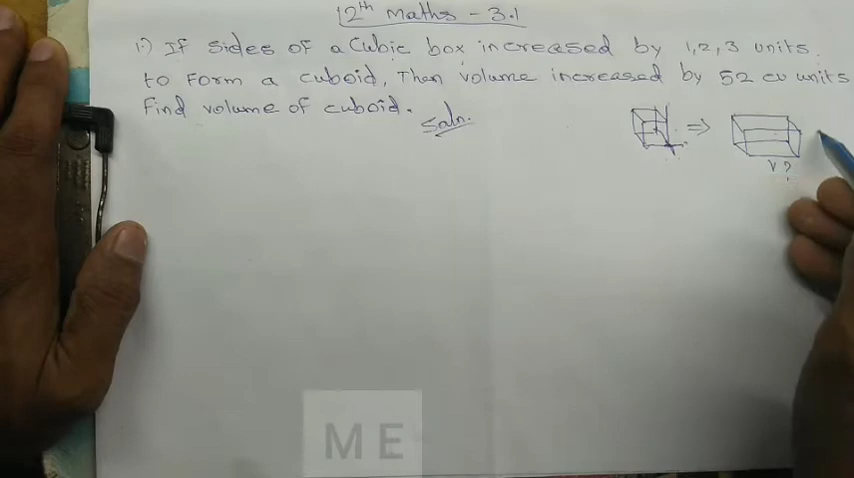 12th Maths - 3.1
1.) If sides of a Cubic box increased by 1,2,3 units.
to Form a cuboid, Then volume increased by 52 cu units
Find volume of cuboid.
Soln.
⇒
V ?
ME